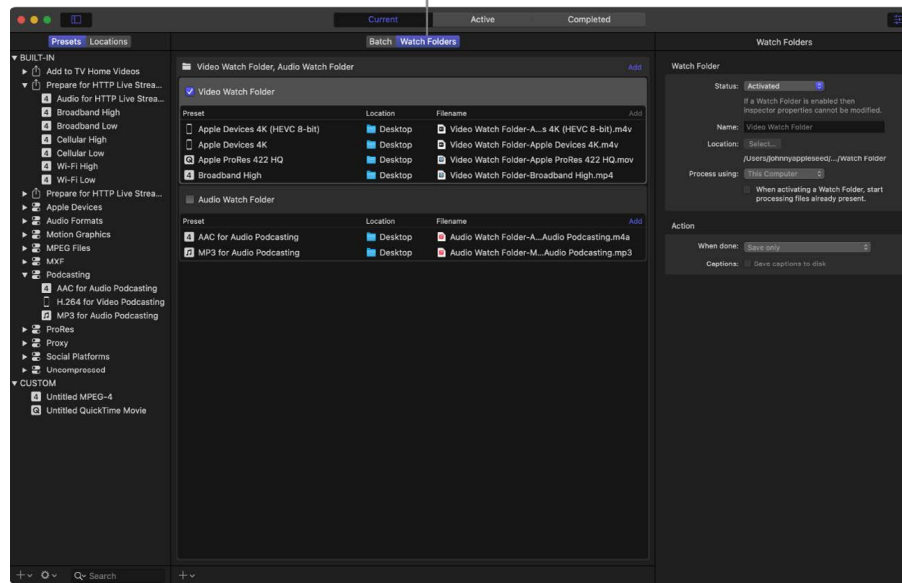 Current Active Completed
Presets Locations
Batch Watch Folders
Watch Folders
BUILT-IN
Add to TV Home Videos
Prepare for HTTP Live Strea...
Audio for HTTP Live Strea...
Broadband High
Broadband Low
Cellular High
Cellular Low
Wi-Fi High
Wi-Fi Low
Prepare for HTTP Live Strea...
Apple Devices
Audio Formats
Motion Graphics
MPEG Files
MXF
Podcasting
AAC for Audio Podcasting
H.264 for Video Podcasting
MP3 for Audio Podcasting
ProRes
Proxy
Social Platforms
Uncompressed
CUSTOM
Untitled MPEG-4
Untitled QuickTime Movie
Search
Video Watch Folder, Audio Watch Folder Add
Video Watch Folder
Preset Location Filename Add
Apple Devices 4K (HEVC 8-bit) Desktop Video Watch Folder-A...s 4K (HEVC 8-bit).m4v
Apple Devices 4K Desktop Video Watch Folder-Apple Devices 4K.m4v
Apple ProRes 422 HQ Desktop Video Watch Folder-Apple ProRes 422 HQ.mov
Broadband High Desktop Video Watch Folder-Broadband High.mp4
Audio Watch Folder
Preset Location Filename Add
AAC for Audio Podcasting Desktop Audio Watch Folder-A...Audio Podcasting.m4a
MP3 for Audio Podcasting Desktop Audio Watch Folder-M...Audio Podcasting.mp3
Watch Folder
Status: Activated
If a Watch Folder is enabled then
inspector properties cannot be modified.
Name: Video Watch Folder
Location: Select...
/Users/johnnyappleseed/.../Watch Folder
Process using: This Computer
When activating a Watch Folder, start
processing files already present.
Action
When done: Save only
Captions: Save captions to disk